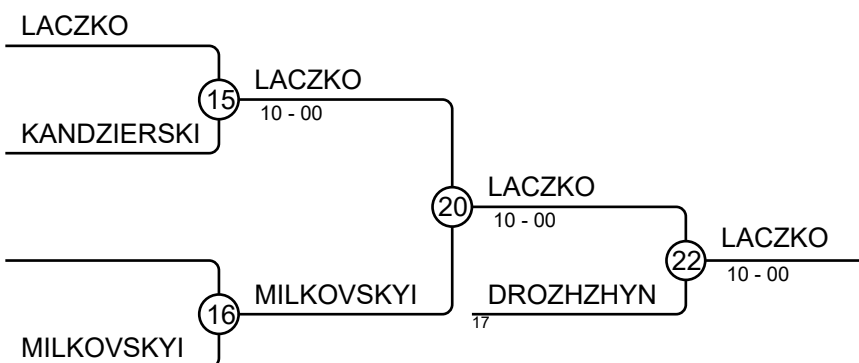 LACZKO
15
LACZKO
10 - 00
KANDZIERSKI
20
LACZKO
10 - 00
22
LACZKO
10 - 00
16
MILKOVSKYI
DROZHZHYN
17
MILKOVSKYI